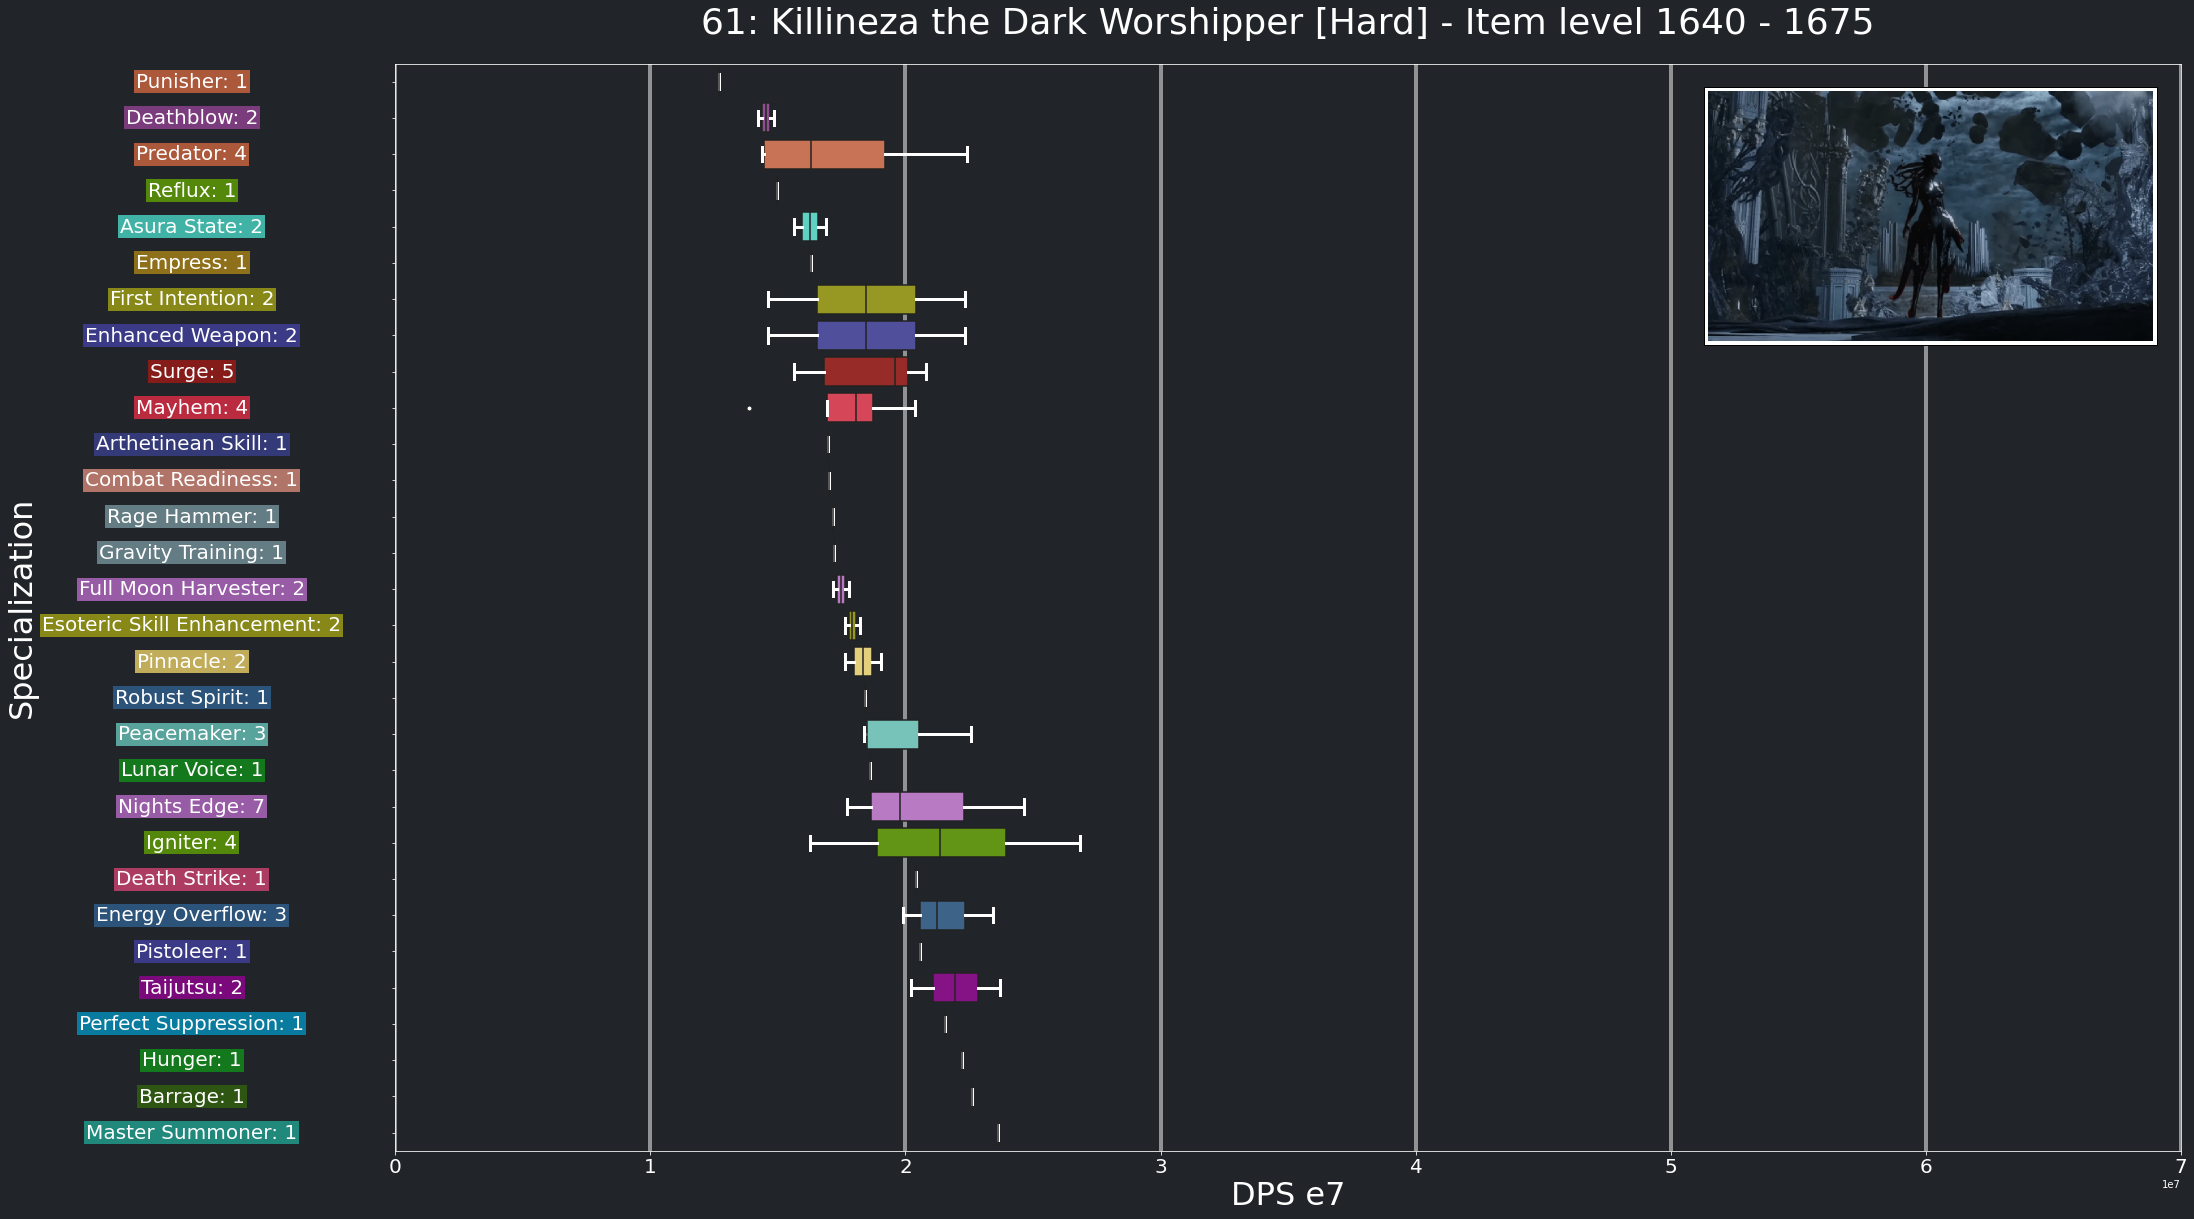 61: Killineza the Dark Worshipper [Hard] - Item level 1640 - 1675
Punisher: 1
Deathblow: 2
Predator: 4
Reflux: 1
Asura State: 2
Empress: 1
First Intention: 2
Enhanced Weapon: 2
Surge: 5
Mayhem: 4
Arthetinean Skill: 1
Combat Readiness: 1
Rage Hammer: 1
Gravity Training: 1
Full Moon Harvester: 2
Esoteric Skill Enhancement: 2
Pinnacle: 2
Robust Spirit: 1
Peacemaker: 3
Lunar Voice: 1
Nights Edge: 7
Igniter: 4
Death Strike: 1
Energy Overflow: 3
Pistoleer: 1
Taijutsu: 2
Perfect Suppression: 1
Hunger: 1
Barrage: 1
Master Summoner: 1
Specialization
0 1 2 3 4 5 6 7
1e7
DPS e7